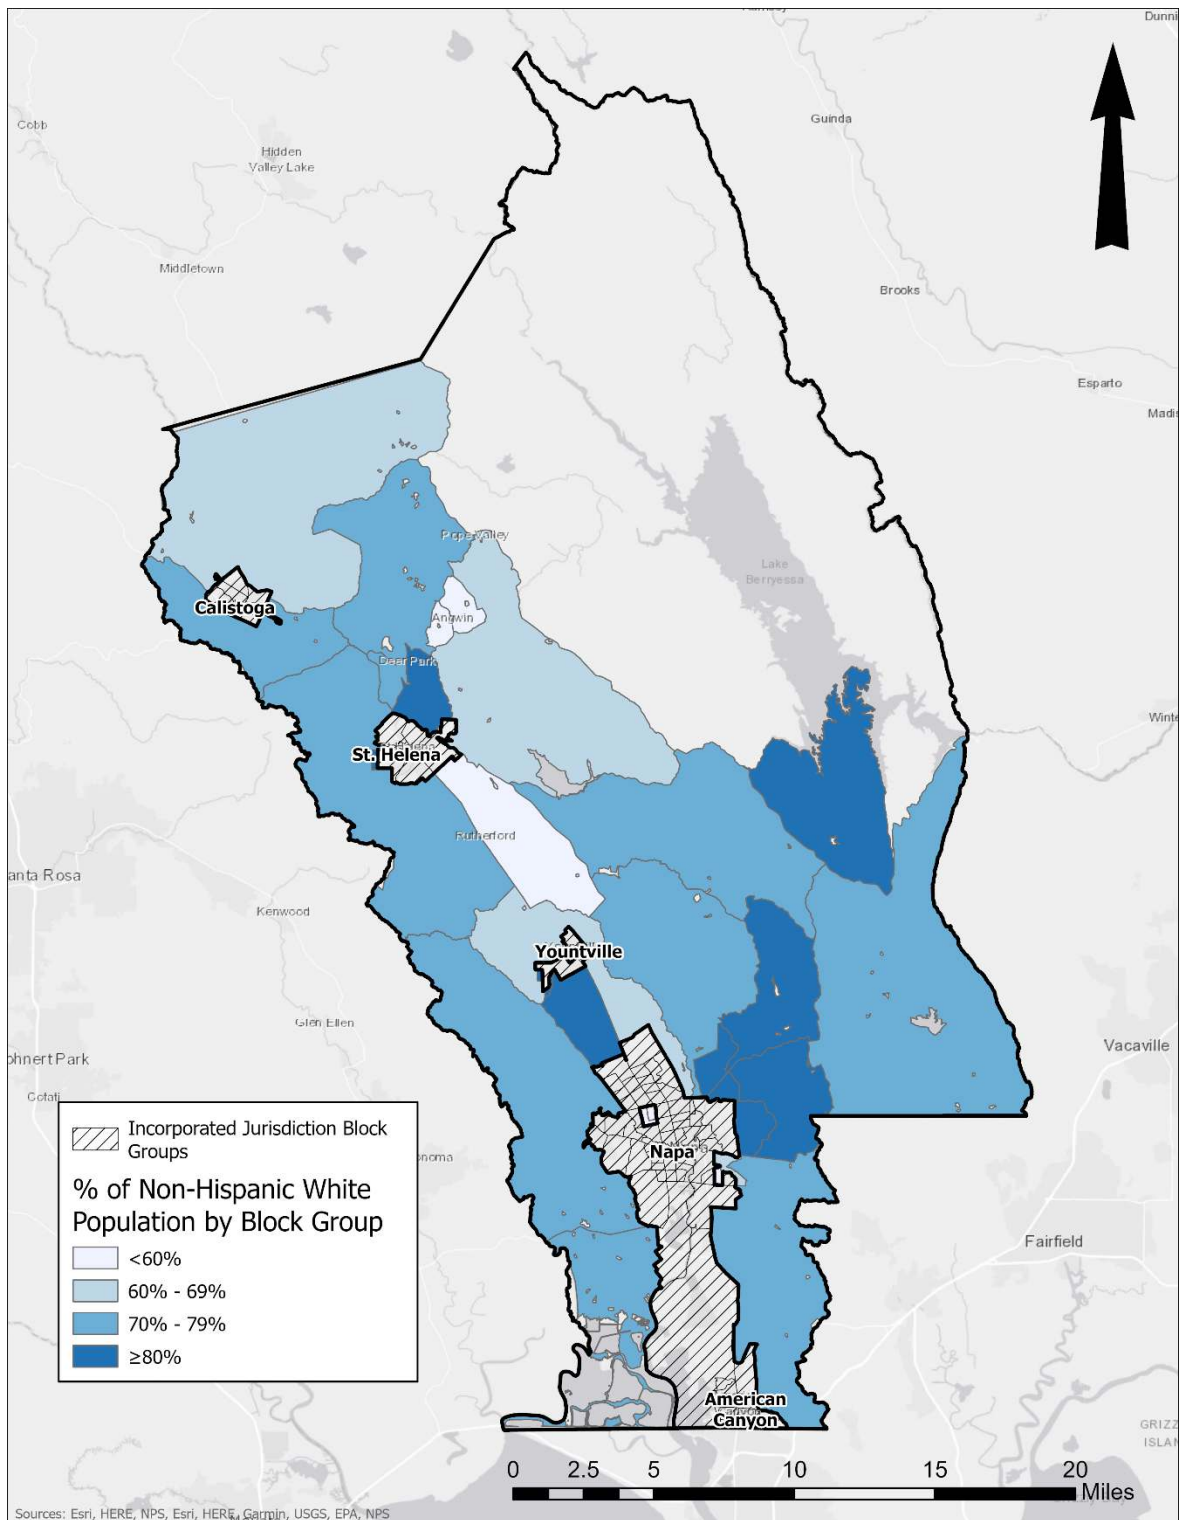 Dunni
Guinda
Cobb
Hidden
Valley Lake
Middletown
Brooks
Esparto
Madis
Pope Valley
Lake
Berryessa
Calistoga
Angwin
Deer Park
Winte
St. Helena
Rutherford
anta Rosa
Kenwood
Yountville
Glen Ellen
ohnert Park
Cotati
Vacaville
Incorporated Jurisdiction Block
Groups
% of Non-Hispanic White
Population by Block Group
<60%
60% - 69%
70% - 79%
≥80%
onoma
Napa
Fairfield
American
Canyon
GRIZZ
ISLAN
0 2.5 5 10 15 20
Miles
Sources: Esri, HERE, NPS, Esri, HERE, Garmin, USGS, EPA, NPS